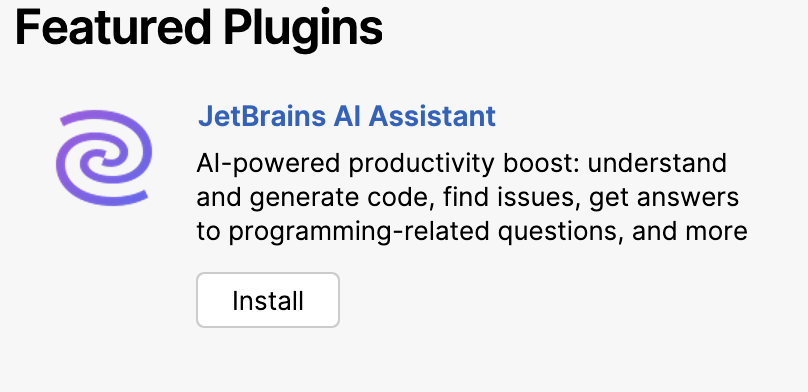 Featured Plugins
JetBrains AI Assistant
AI-powered productivity boost: understand
and generate code, find issues, get answers
to programming-related questions, and more
Install